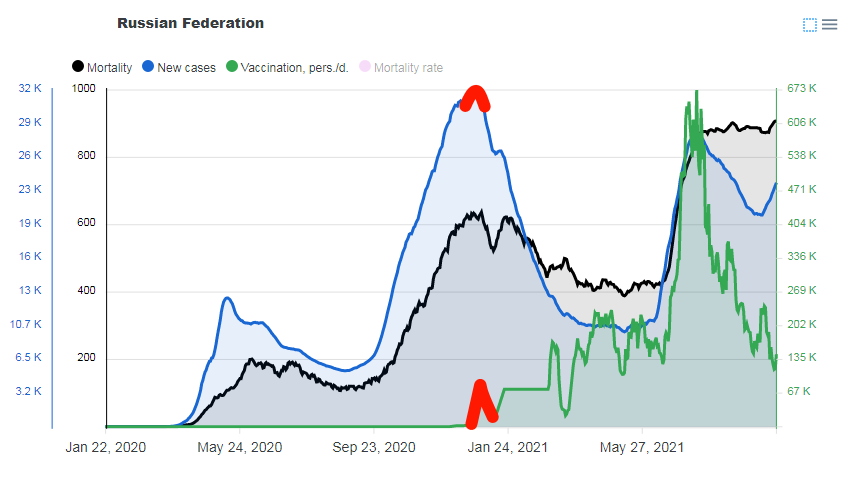 Russian Federation
Mortality New cases Vaccination, pers./d. Mortality rate
32 K 1000 673 K
29 K 606 K
26 K 800 538 K
23 K 471 K
19 K 600 404 K
16 K 336 K
13 K 400 269 K
10.7 K 202 K
6.5 K 200 135 K
3.2 K 67 K
Jan 22, 2020 May 24, 2020 Sep 23, 2020 Jan 24, 2021 May 27, 2021